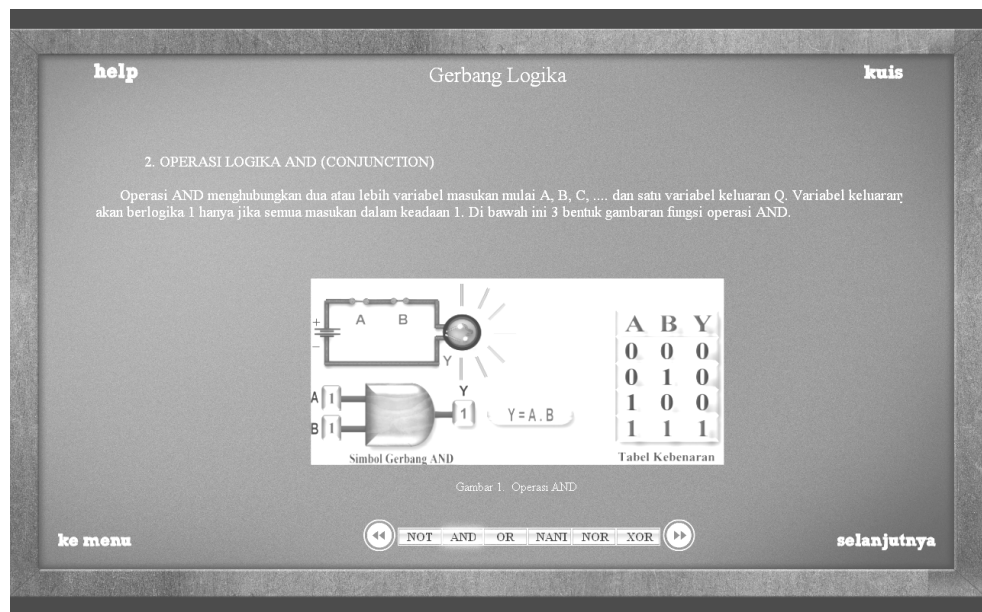 help
Gerbang Logika
kuis
2. OPERASI LOGIKA AND (CONJUNCTION)
Operasi AND menghubungkan dua atau lebih variabel masukan mulai A, B, C, .... dan satu variabel keluaran Q. Variabel keluaran
akan berlogika 1 hanya jika semua masukan dalam keadaan 1. Di bawah ini 3 bentuk gambaran fungsi operasi AND.
+
A B
−
Y
A 1
B 1
Y
1
Y = A . B
Simbol Gerbang AND
A B Y
0 0 0
0 1 0
1 0 0
1 1 1
Tabel Kebenaran
Gambar 1. Operasi AND
ke menu
NOT AND OR NANI NOR XOR
selanjutnya